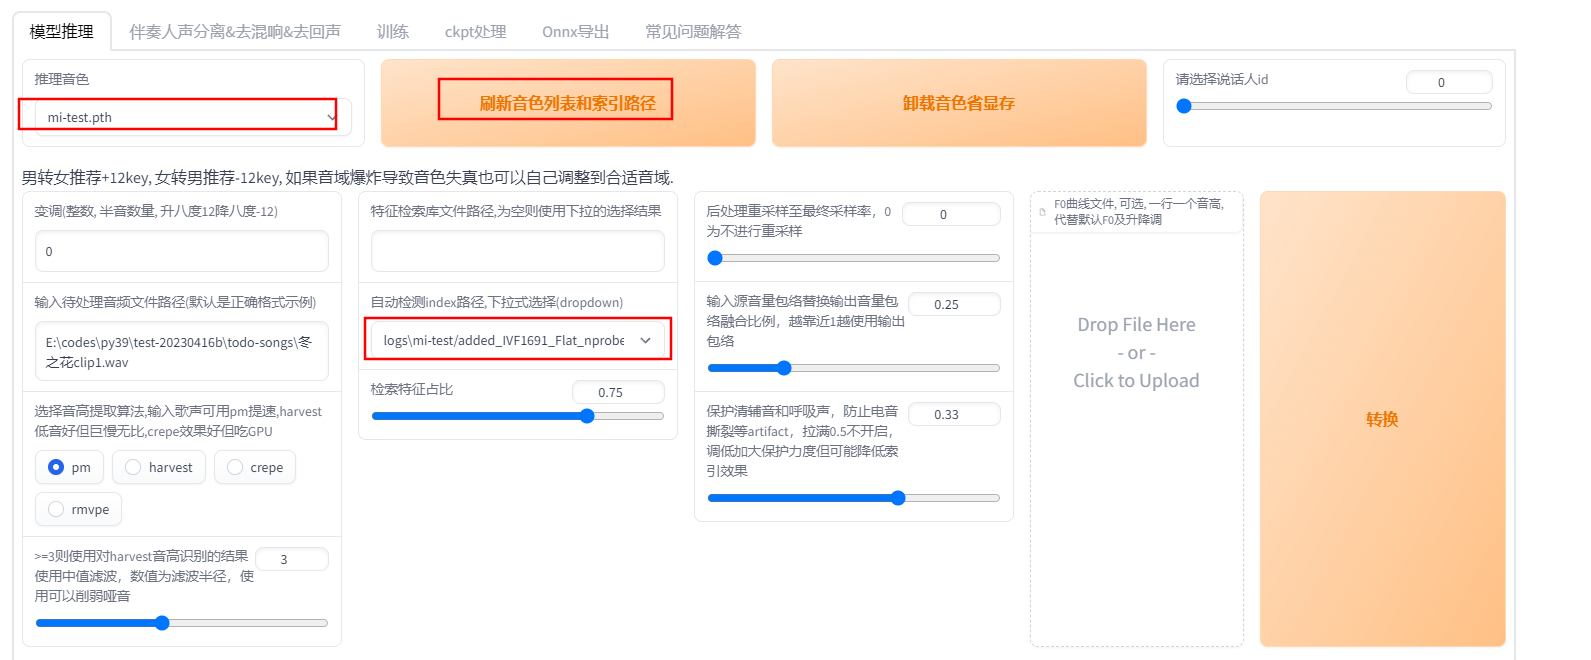 模型推理
伴奏人声分离&去混响&去回声
训练
ckpt处理
Onnx导出
常见问题解答
推理音色
mi-test.pth
刷新音色列表和索引路径
卸载音色省显存
请选择说话人id
0
男转女推荐+12key, 女转男推荐-12key, 如果音域爆炸导致音色失真也可以自己调整到合适音域.
变调(整数, 半音数量, 升八度12降八度-12)
0
输入待处理音频文件路径(默认是正确格式示例)
E:\codes\py39\test-20230416b\todo-songs\冬
之花clip1.wav
选择音高提取算法,输入歌声可用pm提速,harvest
低音好但巨慢无比,crepe效果好但吃GPU
pm
harvest
crepe
rmvpe
>=3则使用对harvest音高识别的结果
使用中值滤波，数值为滤波半径，使
用可以削弱哑音
3
特征检索库文件路径,为空则使用下拉的选择结果
自动检测index路径,下拉式选择(dropdown)
logs\mi-test/added_IVF1691_Flat_nprobe
检索特征占比
0.75
后处理重采样至最终采样率，0
为不进行重采样
0
输入源音量包络替换输出音量包
络融合比例，越靠近1越使用输出
包络
0.25
保护清辅音和呼吸声，防止电音
撕裂等artifact，拉满0.5不开启，
调低加大保护力度但可能降低索
引效果
0.33
F0曲线文件, 可选, 一行一个音高,
代替默认F0及升降调
Drop File Here
- or -
Click to Upload
转换